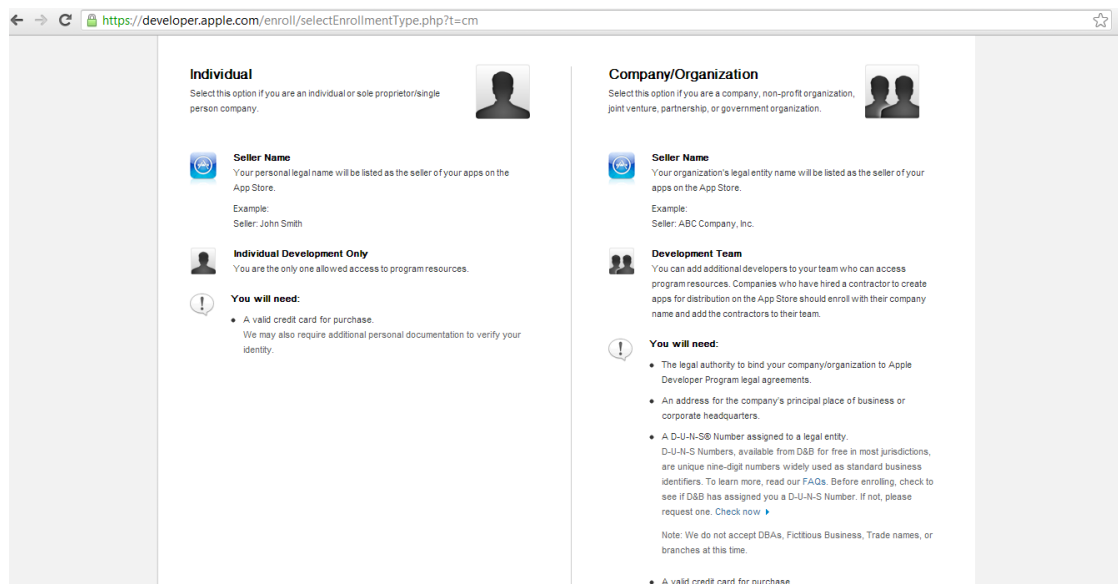 https://developer.apple.com/enroll/selectEnrollmentType.php?t=cm
Individual
Select this option if you are an individual or sole proprietor/single
person company.
Seller Name
Your personal legal name will be listed as the seller of your apps on the
App Store.
Example:
Seller: John Smith
Individual Development Only
You are the only one allowed access to program resources.
You will need:
A valid credit card for purchase.
We may also require additional personal documentation to verify your
identity.
Company/Organization
Select this option if you are a company, non-profit organization,
joint venture, partnership, or government organization.
Seller Name
Your organization's legal entity name will be listed as the seller of your
apps on the App Store.
Example:
Seller: ABC Company, Inc.
Development Team
You can add additional developers to your team who can access
program resources. Companies who have hired a contractor to create
apps for distribution on the App Store should enroll with their company
name and add the contractors to their team.
You will need:
The legal authority to bind your company/organization to Apple
Developer Program legal agreements.
An address for the company's principal place of business or
corporate headquarters.
A D-U-N-S® Number assigned to a legal entity.
D-U-N-S Numbers, available from D&B for free in most jurisdictions,
are unique nine-digit numbers widely used as standard business
identifiers. To learn more, read our FAQs. Before enrolling, check to
see if D&B has assigned you a D-U-N-S Number. If not, please
request one. Check now
Note: We do not accept DBAs, Fictitious Business, Trade names, or
branches at this time.
A valid credit card for purchase